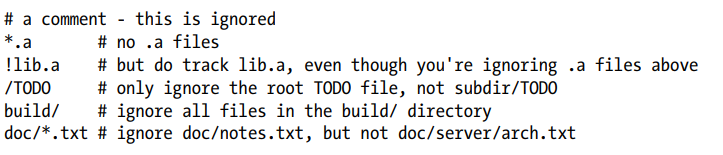 # a comment - this is ignored
*.a       # no .a files
!lib.a    # but do track lib.a, even though you're ignoring .a files above
/TODO     # only ignore the root TODO file, not subdir/TODO
build/    # ignore all files in the build/ directory
doc/*.txt # ignore doc/notes.txt, but not doc/server/arch.txt